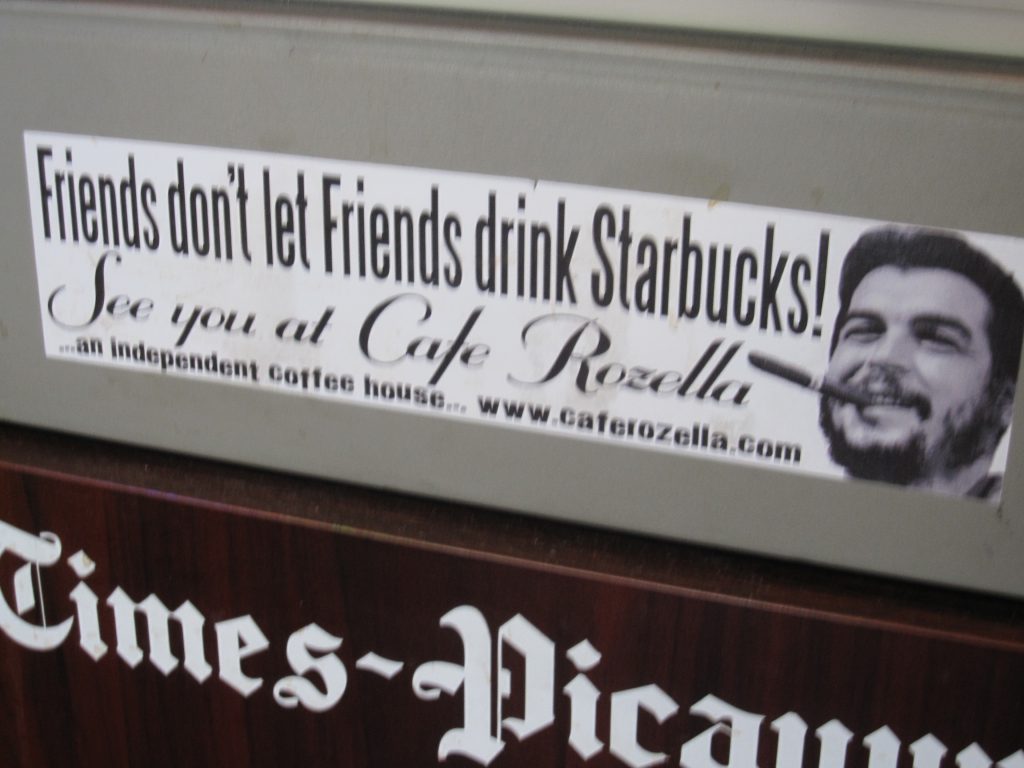 Friends don't let Friends drink Starbucks!
See you at Cafe Rozella
...an independent coffee house... www.caferozella.com
Times-Picayun